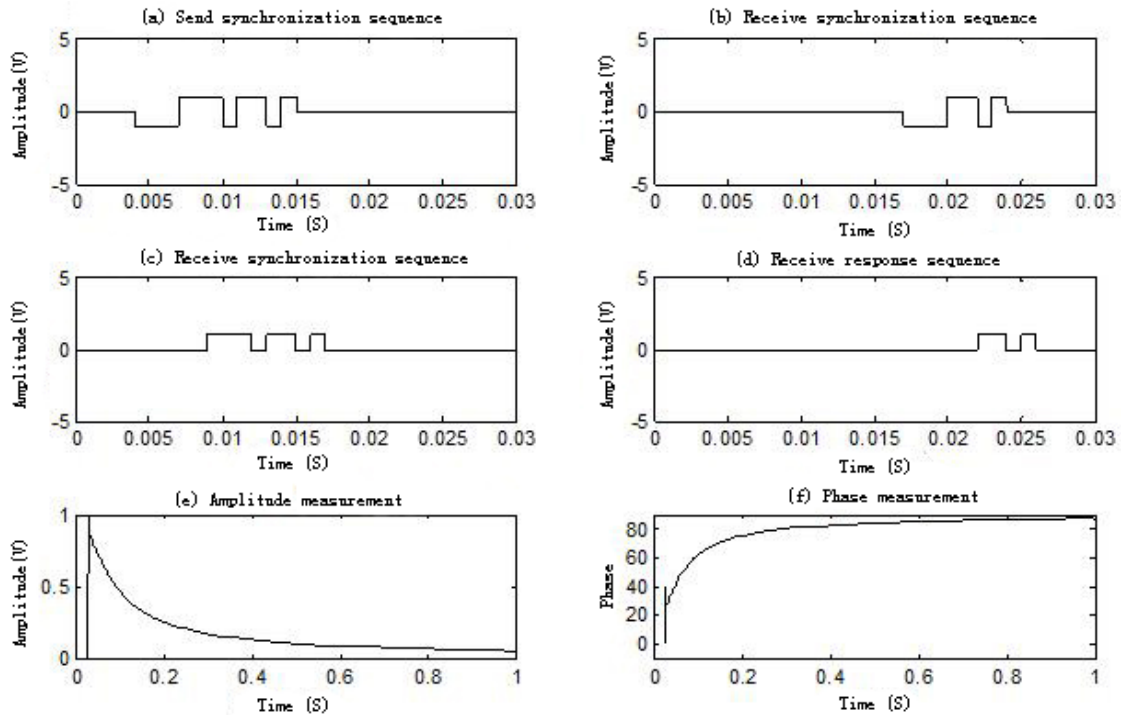 (a) Send synchronization sequence
Amplitude(V)
5
0
-5
0 0.005 0.01 0.015 0.02 0.025 0.03
Time (S)
(b) Receive synchronization sequence
Amplitude(V)
5
0
-5
0 0.005 0.01 0.015 0.02 0.025 0.03
Time (S)
(c) Receive synchronization sequence
Amplitude(V)
5
0
-5
0 0.005 0.01 0.015 0.02 0.025 0.03
Time (S)
(d) Receive response sequence
Amplitude(V)
5
0
-5
0 0.005 0.01 0.015 0.02 0.025 0.03
Time (S)
(e) Amplitude measurement
Amplitude(V)
1
0.5
0
0 0.2 0.4 0.6 0.8 1
Time (S)
(f) Phase measurement
Phase
80
60
40
20
0
0 0.2 0.4 0.6 0.8 1
Time (S)